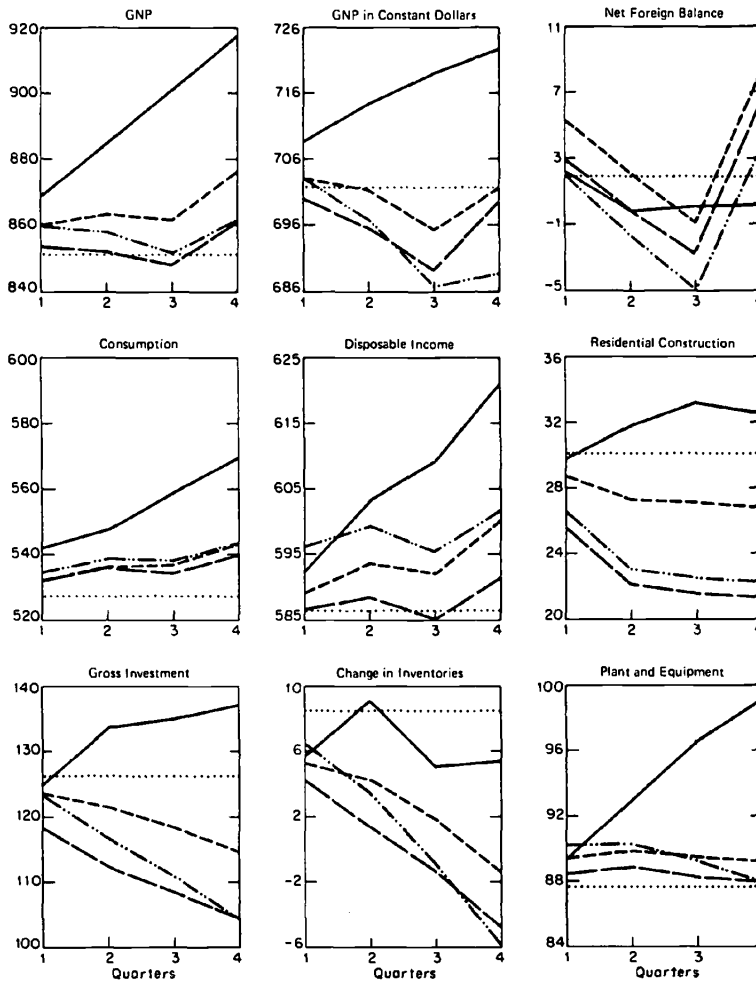 GNP
920
900
880
860
840
1 2 3 4
GNP in Constant Dollars
726
716
706
696
686
1 2 3 4
Net Foreign Balance
11
7
3
-1
-5
1 2 3 4
Consumption
600
580
560
540
520
1 2 3 4
Disposable Income
625
615
605
595
585
1 2 3 4
Residential Construction
36
32
28
24
20
1 2 3 4
Gross Investment
140
130
120
110
100
1 2 3 4
Quarters
Change in Inventories
10
6
2
-2
-6
1 2 3 4
Quarters
Plant and Equipment
100
96
92
88
84
1 2 3 4
Quarters